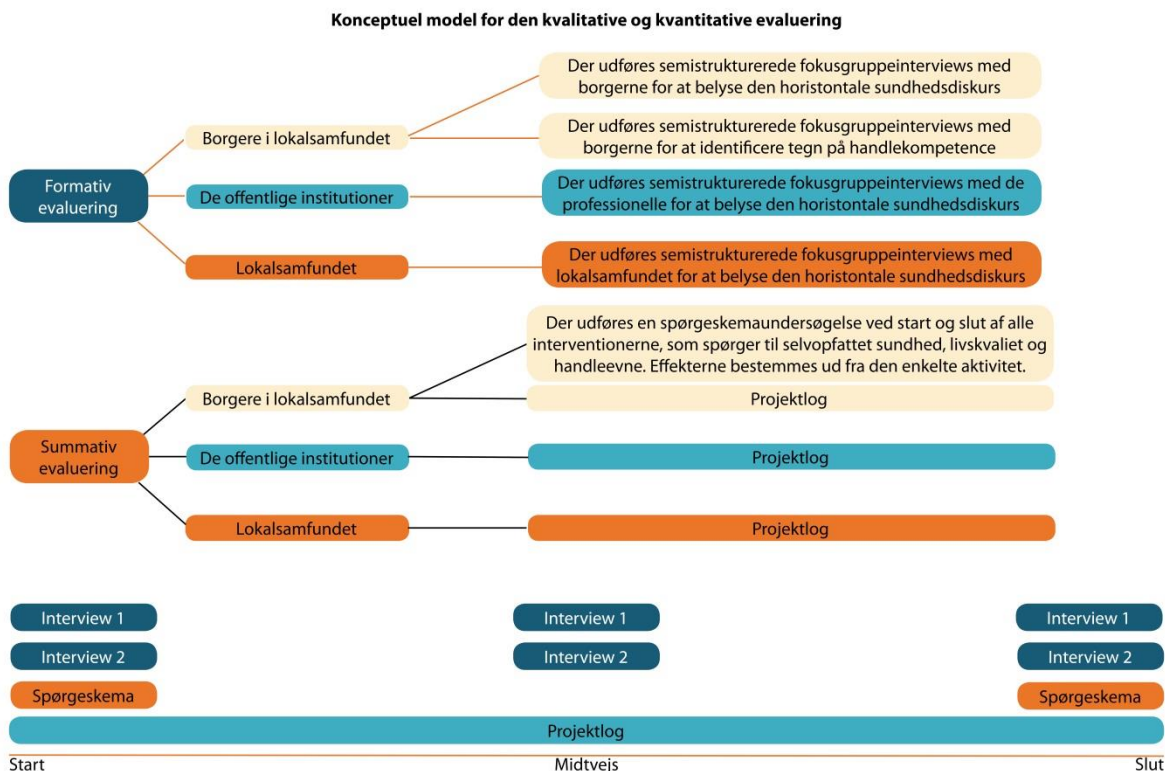 Konceptuel model for den kvalitative og kvantitative evaluering
Der udføres semistrukturerede fokusgruppeinterviews med
borgerne for at belyse den horistontale sundhedsdiskurs
Borgere i lokalsamfundet
Der udføres semistrukturerede fokusgruppeinterviews med
borgerne for at identificere tegn på handlekompetence
Formativ
evaluering
De offentlige institutioner
Der udføres semistrukturerede fokusgruppeinterviews med de
professionelle for at belyse den horistontale sundhedsdiskurs
Lokalsamfundet
Der udføres semistrukturerede fokusgruppeinterviews med
lokalsamfundet for at belyse den horistontale sundhedsdiskurs
Der udføres en spørgeskemaundersøgelse ved start og slut af alle
interventionerne, som spørger til selvopfattet sundhed, livskvaliet og
handleevne. Effekterne bestemmes ud fra den enkelte aktivitet.
Borgere i lokalsamfundet
Projektlog
Summativ
evaluering
De offentlige institutioner
Projektlog
Lokalsamfundet
Projektlog
Interview 1
Interview 1
Interview 1
Interview 2
Interview 2
Interview 2
Spørgeskema
Spørgeskema
Projektlog
Start
Midtvejs
Slut